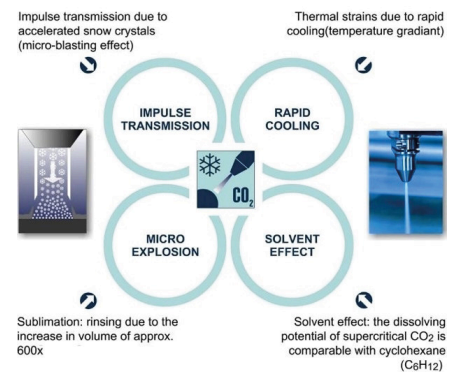 Impulse transmission due to
accelerated snow crystals
(micro-blasting effect)
Thermal strains due to rapid
cooling(temperature gradiant)
IMPULSE
TRANSMISSION
RAPID
COOLING
CO₂
MICRO
EXPLOSION
SOLVENT
EFFECT
Sublimation: rinsing due to the
increase in volume of approx.
600x
Solvent effect: the dissolving
potential of supercritical CO₂ is
comparable with cyclohexane
(C₆H₁₂)